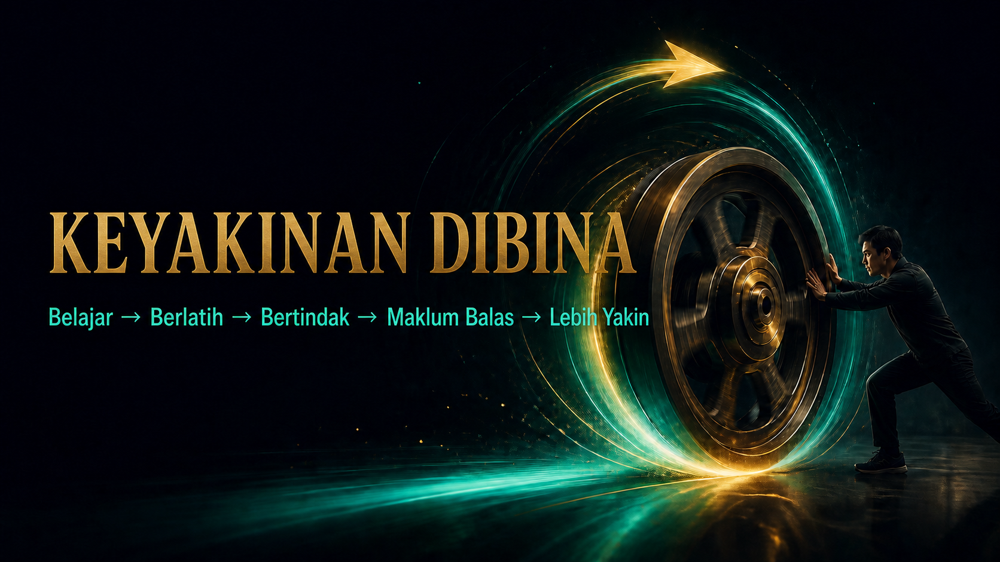 KEYAKINAN DIBINA
Belajar → Berlatih → Bertindak → Maklum Balas → Lebih Yakin